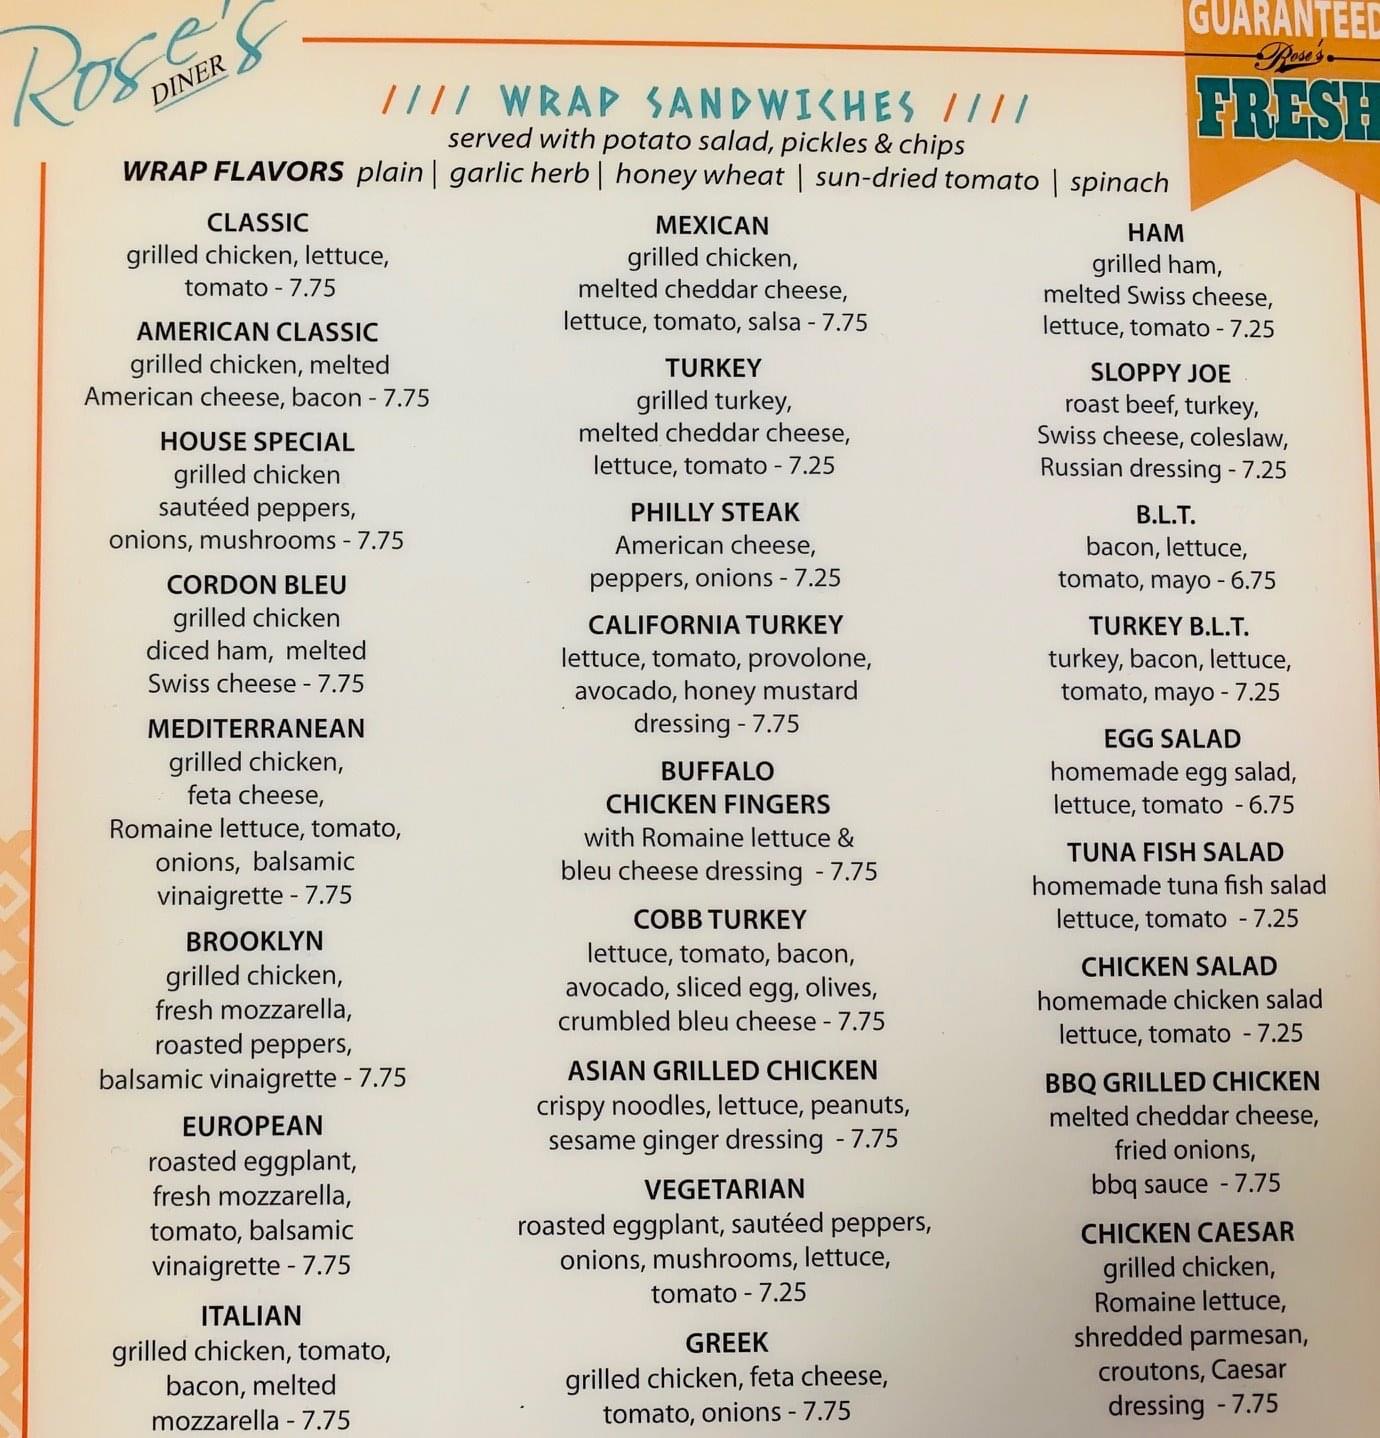 Rose's
DINER
GUARANTEED
Rose's
FRESH
//// WRAP SANDWICHES ////
served with potato salad, pickles & chips
WRAP FLAVORS plain | garlic herb | honey wheat | sun-dried tomato | spinach
CLASSIC
grilled chicken, lettuce,
tomato - 7.75
AMERICAN CLASSIC
grilled chicken, melted
American cheese, bacon - 7.75
HOUSE SPECIAL
grilled chicken
sautéed peppers,
onions, mushrooms - 7.75
CORDON BLEU
grilled chicken
diced ham, melted
Swiss cheese - 7.75
MEDITERRANEAN
grilled chicken,
feta cheese,
Romaine lettuce, tomato,
onions, balsamic
vinaigrette - 7.75
BROOKLYN
grilled chicken,
fresh mozzarella,
roasted peppers,
balsamic vinaigrette - 7.75
EUROPEAN
roasted eggplant,
fresh mozzarella,
tomato, balsamic
vinaigrette - 7.75
ITALIAN
grilled chicken, tomato,
bacon, melted
mozzarella - 7.75
MEXICAN
grilled chicken,
melted cheddar cheese,
lettuce, tomato, salsa - 7.75
TURKEY
grilled turkey,
melted cheddar cheese,
lettuce, tomato - 7.25
PHILLY STEAK
American cheese,
peppers, onions - 7.25
CALIFORNIA TURKEY
lettuce, tomato, provolone,
avocado, honey mustard
dressing - 7.75
BUFFALO
CHICKEN FINGERS
with Romaine lettuce &
bleu cheese dressing - 7.75
COBB TURKEY
lettuce, tomato, bacon,
avocado, sliced egg, olives,
crumbled bleu cheese - 7.75
ASIAN GRILLED CHICKEN
crispy noodles, lettuce, peanuts,
sesame ginger dressing - 7.75
VEGETARIAN
roasted eggplant, sautéed peppers,
onions, mushrooms, lettuce,
tomato - 7.25
GREEK
grilled chicken, feta cheese,
tomato, onions - 7.75
HAM
grilled ham,
melted Swiss cheese,
lettuce, tomato - 7.25
SLOPPY JOE
roast beef, turkey,
Swiss cheese, coleslaw,
Russian dressing - 7.25
B.L.T.
bacon, lettuce,
tomato, mayo - 6.75
TURKEY B.L.T.
turkey, bacon, lettuce,
tomato, mayo - 7.25
EGG SALAD
homemade egg salad,
lettuce, tomato - 6.75
TUNA FISH SALAD
homemade tuna fish salad
lettuce, tomato - 7.25
CHICKEN SALAD
homemade chicken salad
lettuce, tomato - 7.25
BBQ GRILLED CHICKEN
melted cheddar cheese,
fried onions,
bbq sauce - 7.75
CHICKEN CAESAR
grilled chicken,
Romaine lettuce,
shredded parmesan,
croutons, Caesar
dressing - 7.75